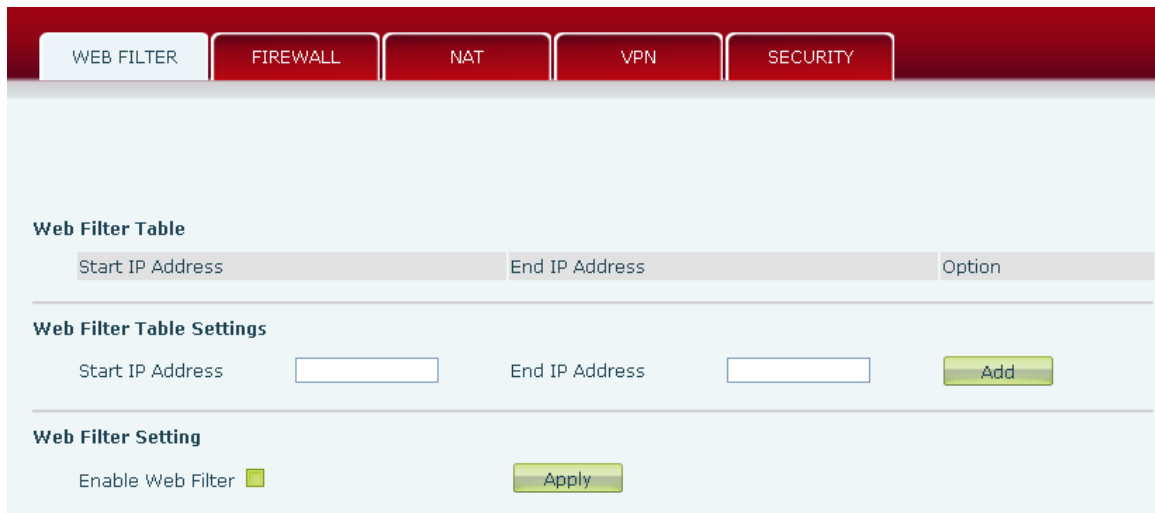 WEB FILTER FIREWALL NAT VPN SECURITY
Web Filter Table
Start IP Address End IP Address Option
Web Filter Table Settings
Start IP Address End IP Address Add
Web Filter Setting
Enable Web Filter Apply